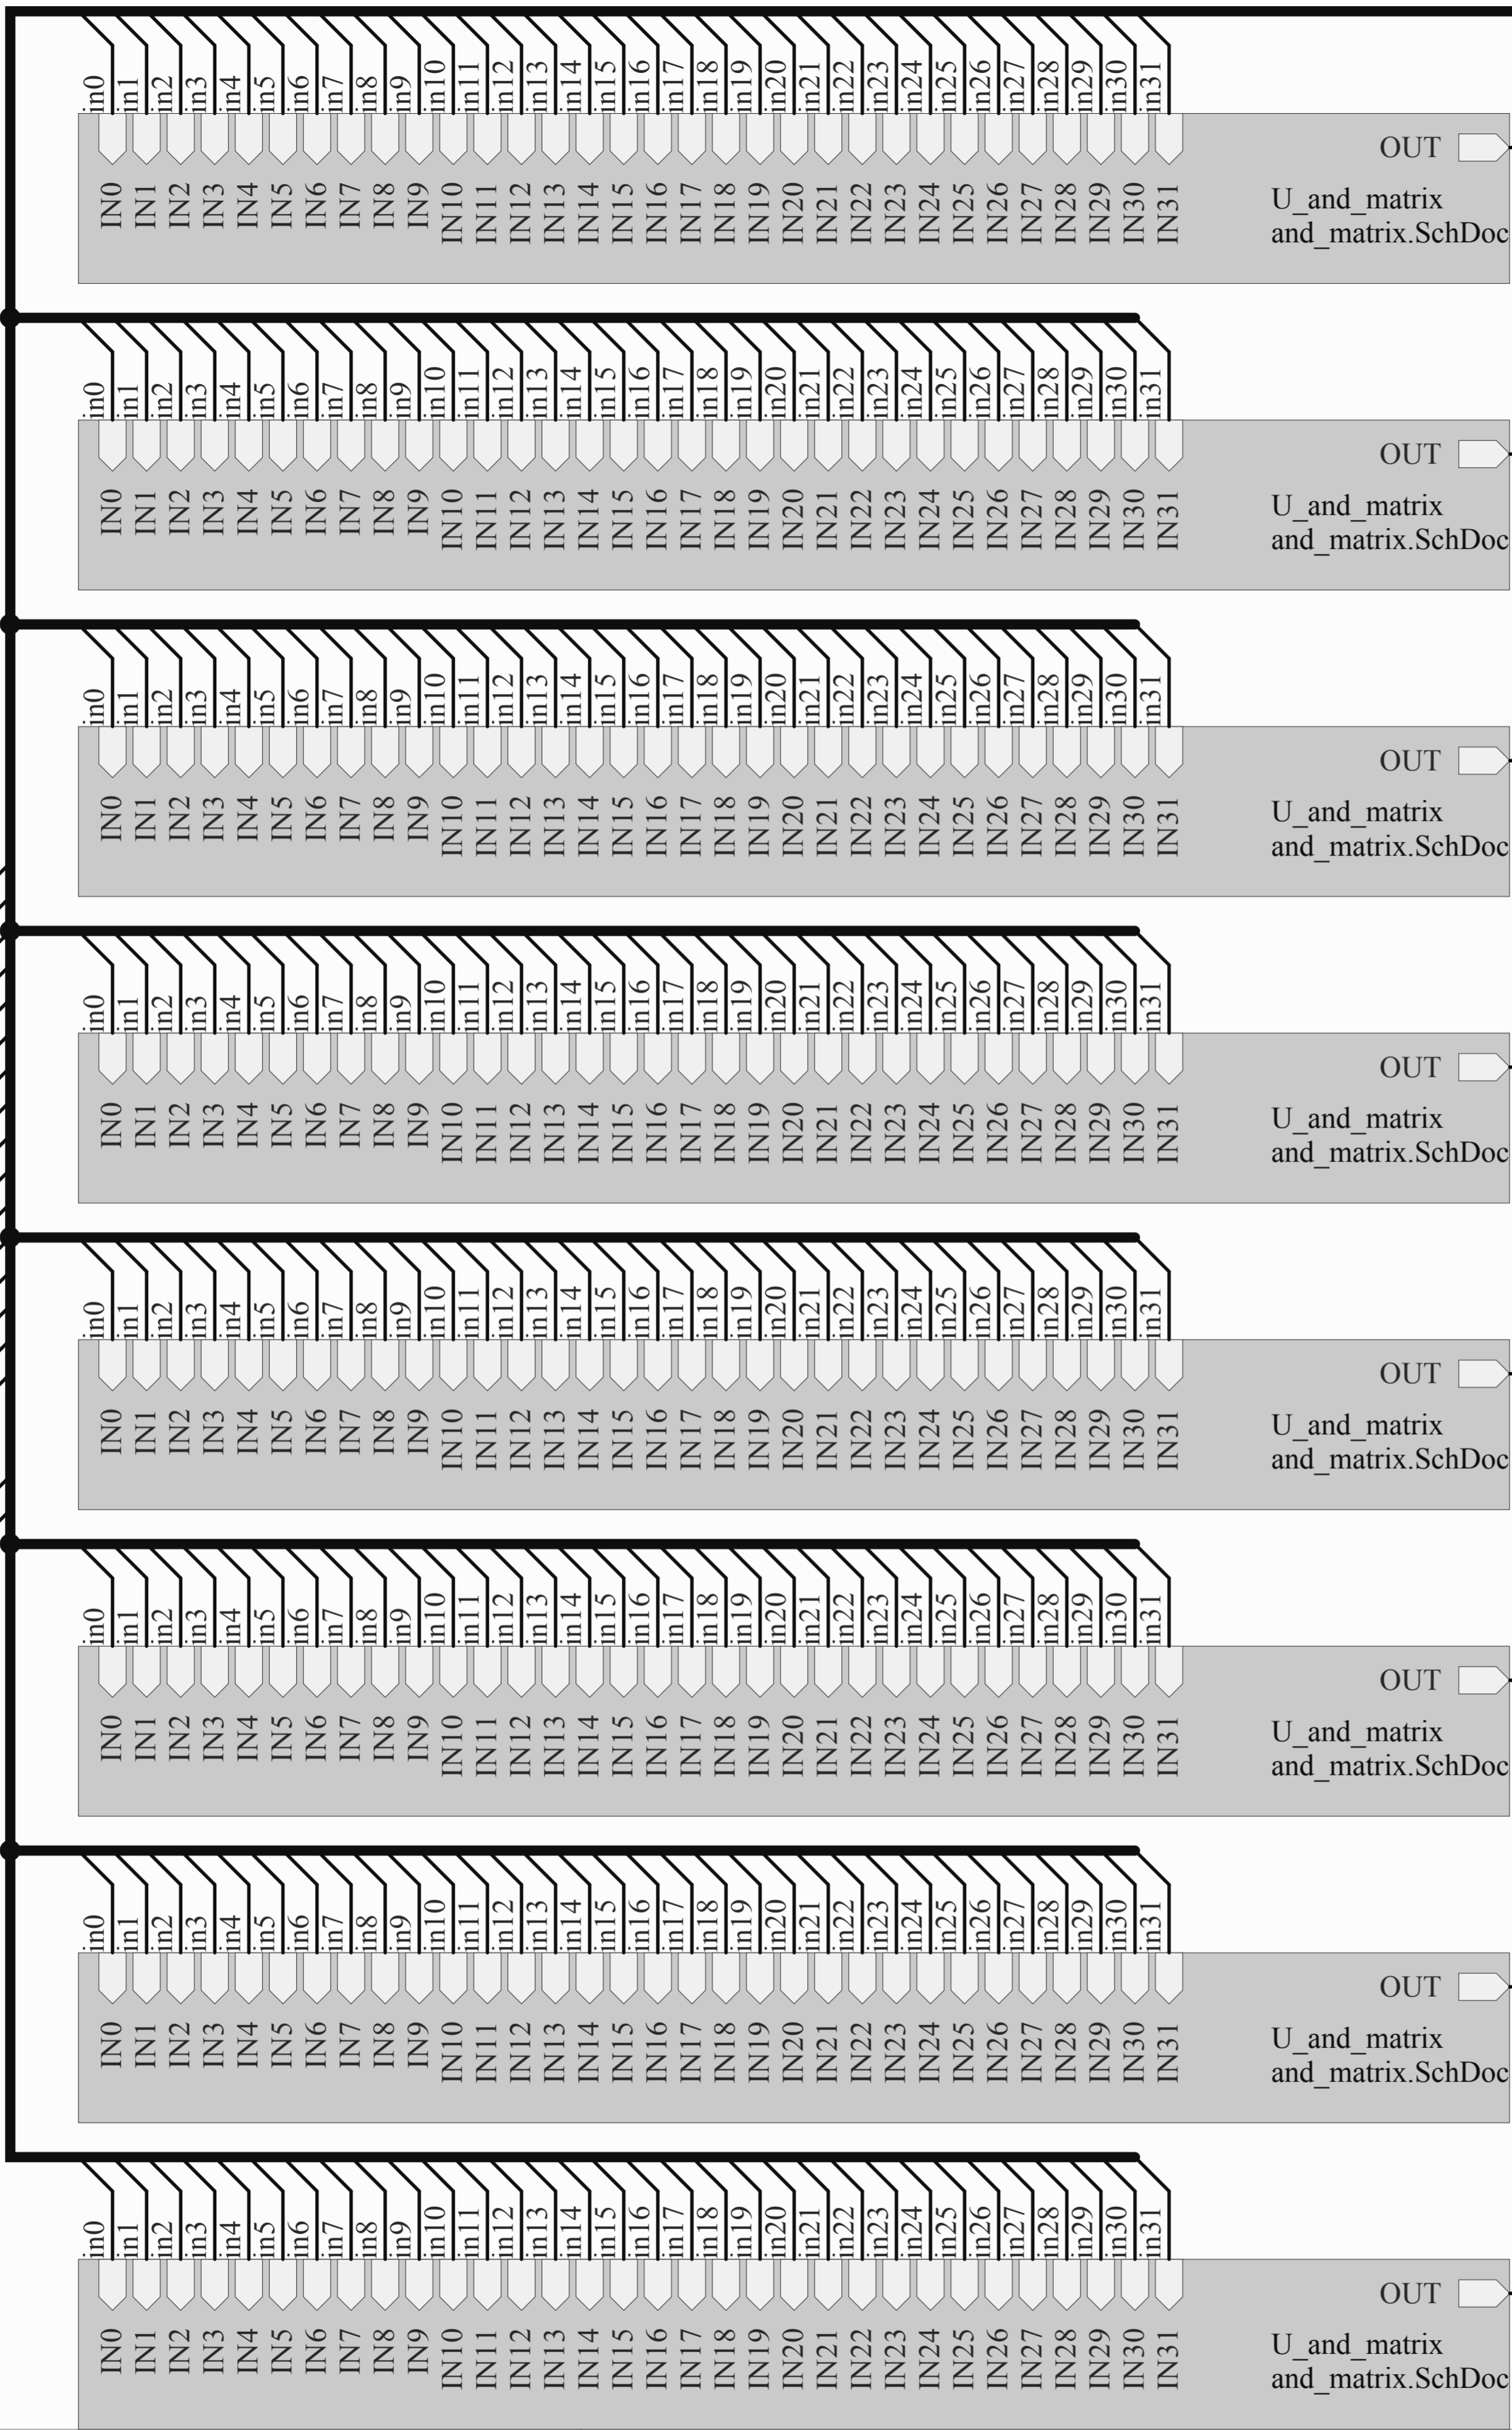 in0 in1 in2 in3 in4 in5 in6 in7 in8 in9 in10 in11 in12 in13 in14 in15 in16 in17 in18 in19 in20 in21 in22 in23 in24 in25 in26 in27 in28 in29 in30 in31
OUT
IN0 IN1 IN2 IN3 IN4 IN5 IN6 IN7 IN8 IN9 IN10 IN11 IN12 IN13 IN14 IN15 IN16 IN17 IN18 IN19 IN20 IN21 IN22 IN23 IN24 IN25 IN26 IN27 IN28 IN29 IN30 IN31
U_and_matrix
and_matrix.SchDoc
in0 in1 in2 in3 in4 in5 in6 in7 in8 in9 in10 in11 in12 in13 in14 in15 in16 in17 in18 in19 in20 in21 in22 in23 in24 in25 in26 in27 in28 in29 in30 in31
OUT
IN0 IN1 IN2 IN3 IN4 IN5 IN6 IN7 IN8 IN9 IN10 IN11 IN12 IN13 IN14 IN15 IN16 IN17 IN18 IN19 IN20 IN21 IN22 IN23 IN24 IN25 IN26 IN27 IN28 IN29 IN30 IN31
U_and_matrix
and_matrix.SchDoc
in0 in1 in2 in3 in4 in5 in6 in7 in8 in9 in10 in11 in12 in13 in14 in15 in16 in17 in18 in19 in20 in21 in22 in23 in24 in25 in26 in27 in28 in29 in30 in31
OUT
IN0 IN1 IN2 IN3 IN4 IN5 IN6 IN7 IN8 IN9 IN10 IN11 IN12 IN13 IN14 IN15 IN16 IN17 IN18 IN19 IN20 IN21 IN22 IN23 IN24 IN25 IN26 IN27 IN28 IN29 IN30 IN31
U_and_matrix
and_matrix.SchDoc
in0 in1 in2 in3 in4 in5 in6 in7 in8 in9 in10 in11 in12 in13 in14 in15 in16 in17 in18 in19 in20 in21 in22 in23 in24 in25 in26 in27 in28 in29 in30 in31
OUT
IN0 IN1 IN2 IN3 IN4 IN5 IN6 IN7 IN8 IN9 IN10 IN11 IN12 IN13 IN14 IN15 IN16 IN17 IN18 IN19 IN20 IN21 IN22 IN23 IN24 IN25 IN26 IN27 IN28 IN29 IN30 IN31
U_and_matrix
and_matrix.SchDoc
in0 in1 in2 in3 in4 in5 in6 in7 in8 in9 in10 in11 in12 in13 in14 in15 in16 in17 in18 in19 in20 in21 in22 in23 in24 in25 in26 in27 in28 in29 in30 in31
OUT
IN0 IN1 IN2 IN3 IN4 IN5 IN6 IN7 IN8 IN9 IN10 IN11 IN12 IN13 IN14 IN15 IN16 IN17 IN18 IN19 IN20 IN21 IN22 IN23 IN24 IN25 IN26 IN27 IN28 IN29 IN30 IN31
U_and_matrix
and_matrix.SchDoc
in0 in1 in2 in3 in4 in5 in6 in7 in8 in9 in10 in11 in12 in13 in14 in15 in16 in17 in18 in19 in20 in21 in22 in23 in24 in25 in26 in27 in28 in29 in30 in31
OUT
IN0 IN1 IN2 IN3 IN4 IN5 IN6 IN7 IN8 IN9 IN10 IN11 IN12 IN13 IN14 IN15 IN16 IN17 IN18 IN19 IN20 IN21 IN22 IN23 IN24 IN25 IN26 IN27 IN28 IN29 IN30 IN31
U_and_matrix
and_matrix.SchDoc
in0 in1 in2 in3 in4 in5 in6 in7 in8 in9 in10 in11 in12 in13 in14 in15 in16 in17 in18 in19 in20 in21 in22 in23 in24 in25 in26 in27 in28 in29 in30 in31
OUT
IN0 IN1 IN2 IN3 IN4 IN5 IN6 IN7 IN8 IN9 IN10 IN11 IN12 IN13 IN14 IN15 IN16 IN17 IN18 IN19 IN20 IN21 IN22 IN23 IN24 IN25 IN26 IN27 IN28 IN29 IN30 IN31
U_and_matrix
and_matrix.SchDoc
in0 in1 in2 in3 in4 in5 in6 in7 in8 in9 in10 in11 in12 in13 in14 in15 in16 in17 in18 in19 in20 in21 in22 in23 in24 in25 in26 in27 in28 in29 in30 in31
OUT
IN0 IN1 IN2 IN3 IN4 IN5 IN6 IN7 IN8 IN9 IN10 IN11 IN12 IN13 IN14 IN15 IN16 IN17 IN18 IN19 IN20 IN21 IN22 IN23 IN24 IN25 IN26 IN27 IN28 IN29 IN30 IN31
U_and_matrix
and_matrix.SchDoc